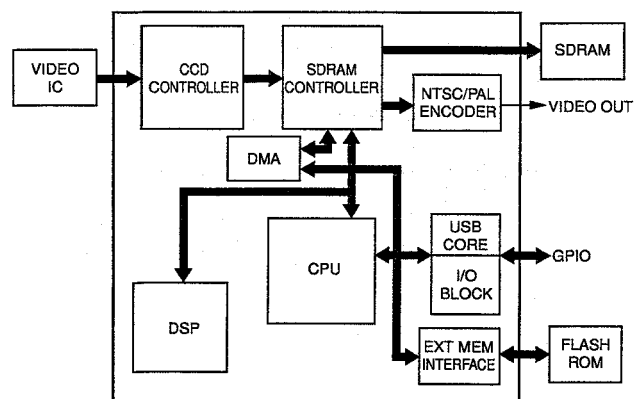 VIDEO
IC
CCD
CONTROLLER
SDRAM
CONTROLLER
SDRAM
NTSC/PAL
ENCODER
VIDEO OUT
DMA
CPU
USB
CORE
I/O
BLOCK
GPIO
DSP
EXT MEM
INTERFACE
FLASH
ROM